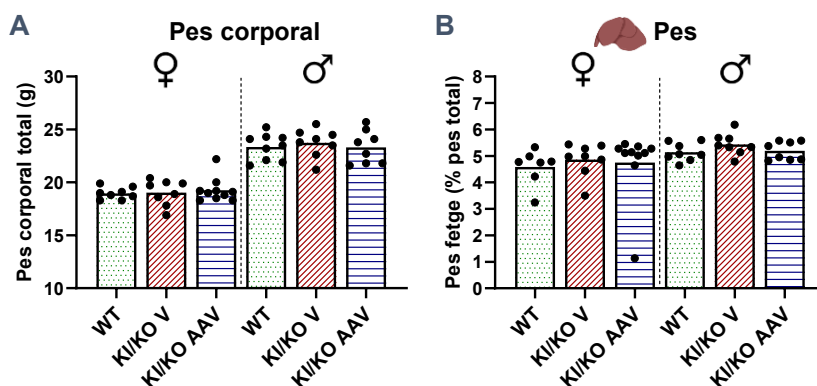 A
Pes corporal
♀
♂
Pes corporal total (g)
30
25
20
15
10
WT
KI/KO V
KI/KO AAV
WT
KI/KO V
KI/KO AAV
B
Pes
♀
♂
Pes fetge (% pes total)
8
7
6
5
4
3
2
1
0
WT
KI/KO V
KI/KO AAV
WT
KI/KO V
KI/KO AAV